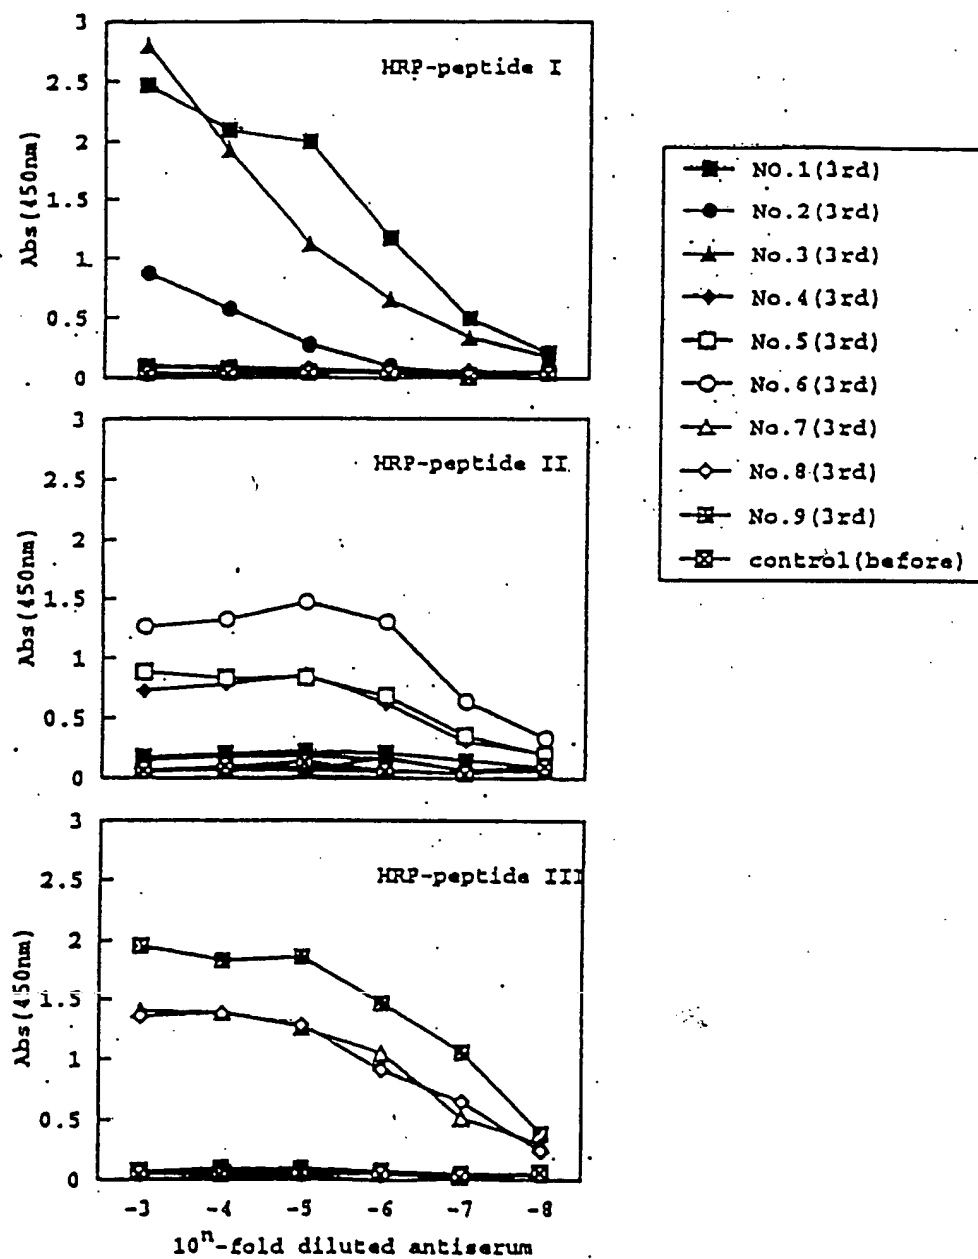 3
HRP-peptide I
2.5
2
1.5
1
0.5
0
Abs(450nm)
3
HRP-peptide II
2.5
2
1.5
1
0.5
0
Abs(450nm)
3
HRP-peptide III
2.5
2
1.5
1
0.5
0
Abs(450nm)
-3 -4 -5 -6 -7 -8
10ⁿ-fold diluted antiserum
NO.1(3rd)
No.2(3rd)
No.3(3rd)
No.4(3rd)
No.5(3rd)
No.6(3rd)
No.7(3rd)
No.8(3rd)
No.9(3rd)
control(before)